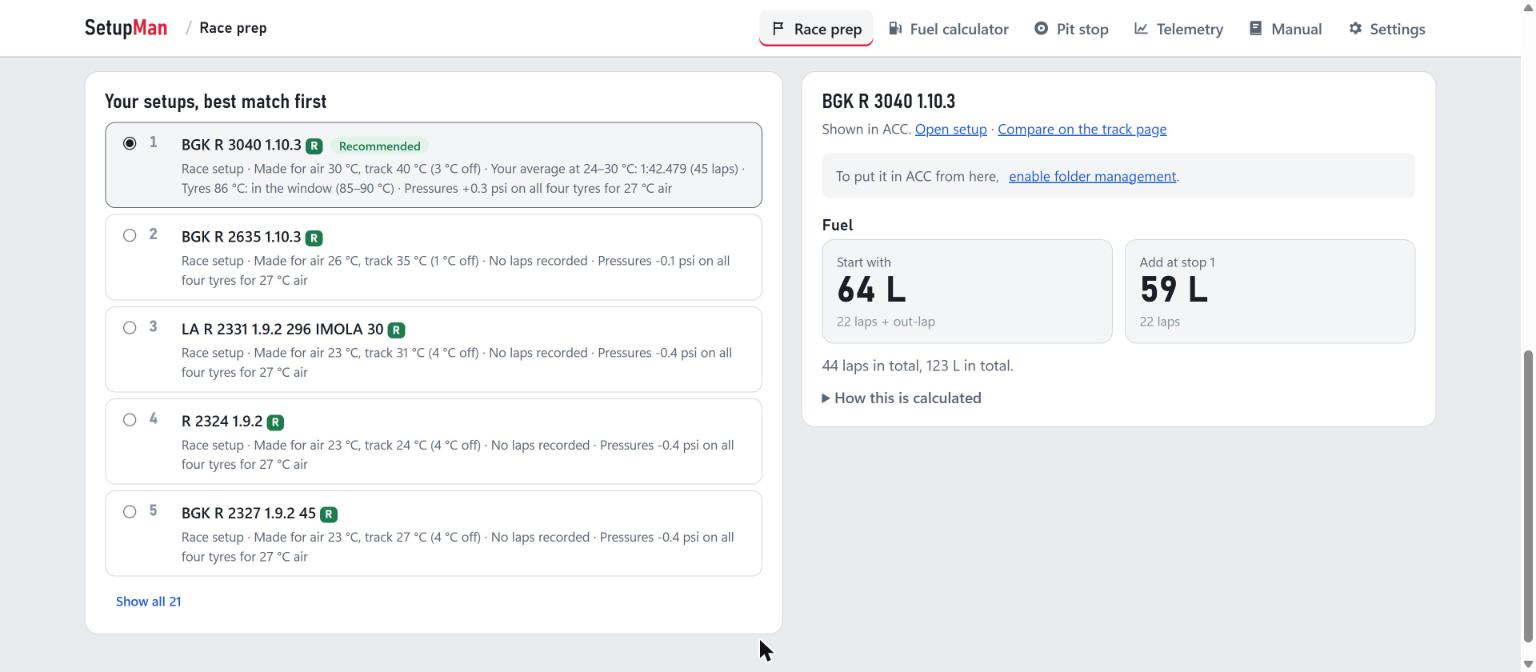 SetupMan / Race prep
Race prep
Fuel calculator
Pit stop
Telemetry
Manual
Settings
Your setups, best match first
1 BGK R 3040 1.10.3 R Recommended
Race setup · Made for air 30 °C, track 40 °C (3 °C off) · Your average at 24–30 °C: 1:42.479 (45 laps) ·
Tyres 86 °C: in the window (85–90 °C) · Pressures +0.3 psi on all four tyres for 27 °C air
2 BGK R 2635 1.10.3 R
Race setup · Made for air 26 °C, track 35 °C (1 °C off) · No laps recorded · Pressures -0.1 psi on all
four tyres for 27 °C air
3 LA R 2331 1.9.2 296 IMOLA 30 R
Race setup · Made for air 23 °C, track 31 °C (4 °C off) · No laps recorded · Pressures -0.4 psi on all
four tyres for 27 °C air
4 R 2324 1.9.2 R
Race setup · Made for air 23 °C, track 24 °C (4 °C off) · No laps recorded · Pressures -0.4 psi on all
four tyres for 27 °C air
5 BGK R 2327 1.9.2 45 R
Race setup · Made for air 23 °C, track 27 °C (4 °C off) · No laps recorded · Pressures -0.4 psi on all
four tyres for 27 °C air
Show all 21
BGK R 3040 1.10.3
Shown in ACC. Open setup · Compare on the track page
To put it in ACC from here, enable folder management.
Fuel
Start with
64 L
22 laps + out-lap
Add at stop 1
59 L
22 laps
44 laps in total, 123 L in total.
How this is calculated